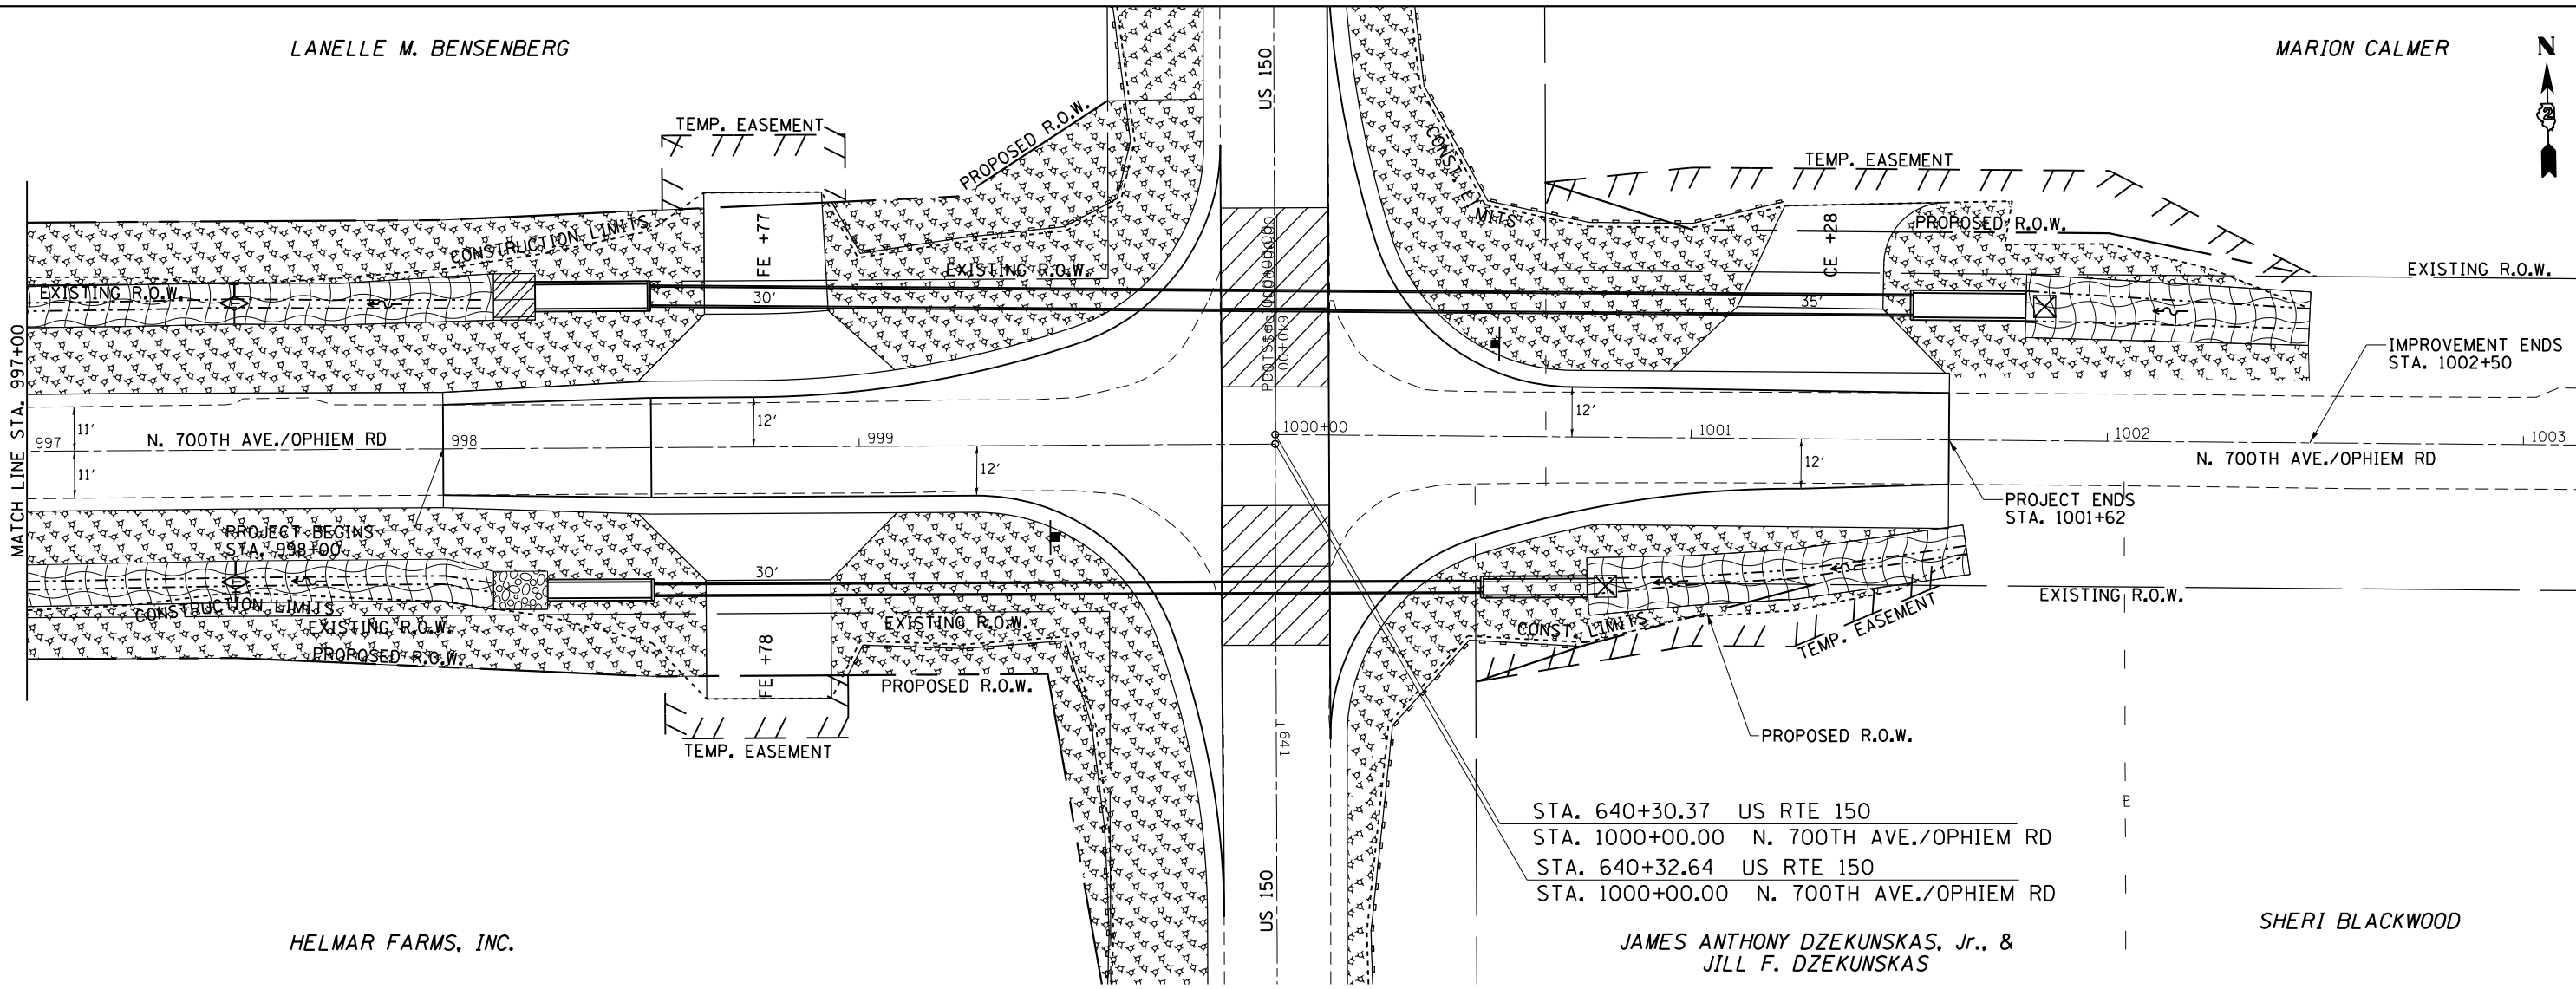 LANELLE M. BENSENBERG
MARION CALMER
N
2
US 150
TEMP. EASEMENT
PROPOSED R.O.W.
CONST. LIMITS
TEMP. EASEMENT
CONSTRUCTION LIMITS
FE +77
CE +28
PROPOSED R.O.W.
EXISTING R.O.W.
EXISTING R.O.W.
EXISTING R.O.W.
30'
35'
640+00
IMPROVEMENT ENDS
STA. 1002+50
MATCH LINE STA. 997+00
997
11'
11'
N. 700TH AVE./OPHIEM RD
998
12'
999
12'
1000+00
12'
1001
12'
1002
N. 700TH AVE./OPHIEM RD
1003
PROJECT BEGINS
STA. 998+00
PROJECT ENDS
STA. 1001+62
30'
CONSTRUCTION LIMITS
EXISTING R.O.W.
PROPOSED R.O.W.
EXISTING R.O.W.
PROPOSED R.O.W.
FE +78
TEMP. EASEMENT
CONST. LIMITS
TEMP. EASEMENT
EXISTING R.O.W.
PROPOSED R.O.W.
641
US 150
STA. 640+30.37 US RTE 150
STA. 1000+00.00 N. 700TH AVE./OPHIEM RD
STA. 640+32.64 US RTE 150
STA. 1000+00.00 N. 700TH AVE./OPHIEM RD
PL
HELMAR FARMS, INC.
JAMES ANTHONY DZEKUNSKAS, Jr., &
JILL F. DZEKUNSKAS
SHERI BLACKWOOD